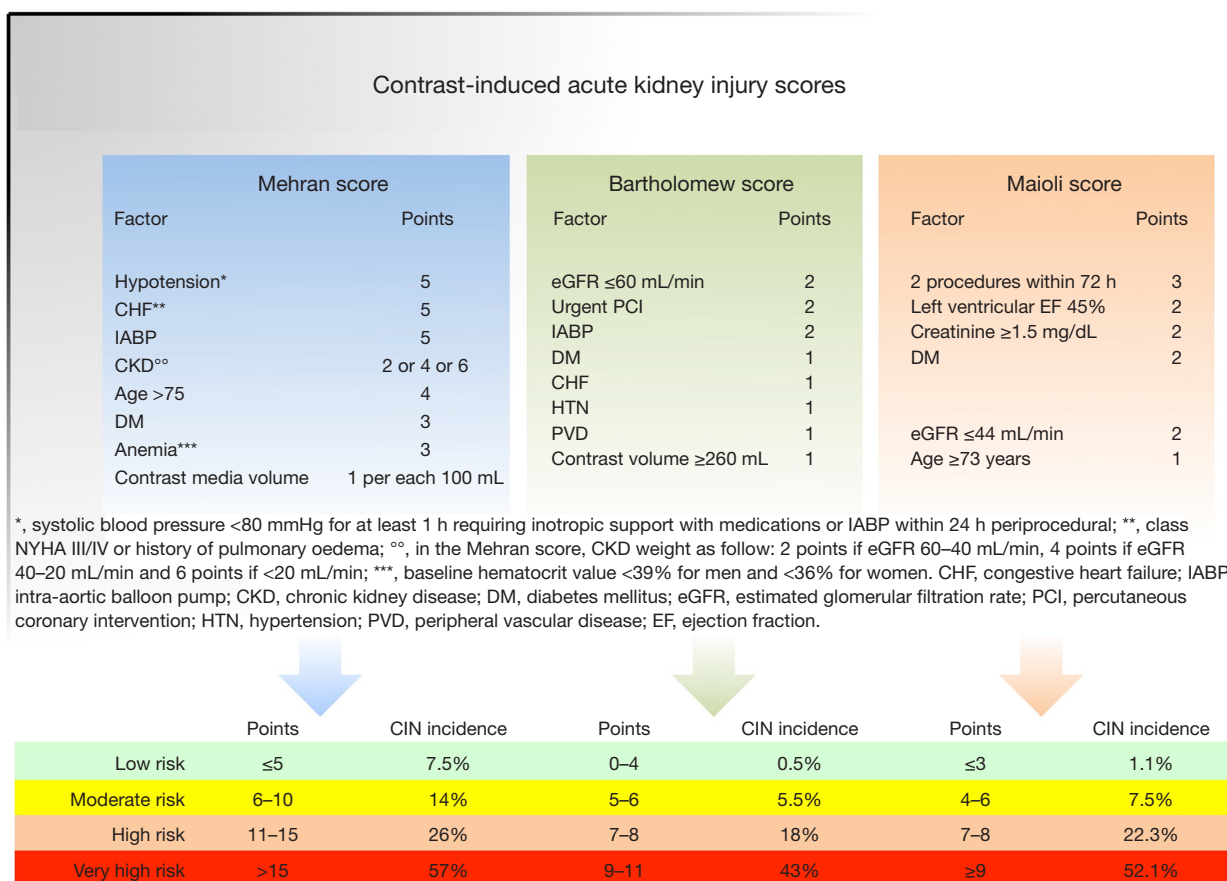 Contrast-induced acute kidney injury scores
Mehran score
Factor Points
Hypotension* 5
CHF** 5
IABP 5
CKD°° 2 or 4 or 6
Age >75 4
DM 3
Anemia*** 3
Contrast media volume 1 per each 100 mL
Bartholomew score
Factor Points
eGFR ≤60 mL/min 2
Urgent PCI 2
IABP 2
DM 1
CHF 1
HTN 1
PVD 1
Contrast volume ≥260 mL 1
Maioli score
Factor Points
2 procedures within 72 h 3
Left ventricular EF 45% 2
Creatinine ≥1.5 mg/dL 2
DM 2
eGFR ≤44 mL/min 2
Age ≥73 years 1
*, systolic blood pressure <80 mmHg for at least 1 h requiring inotropic support with medications or IABP within 24 h periprocedural; **, class
NYHA III/IV or history of pulmonary oedema; °°, in the Mehran score, CKD weight as follow: 2 points if eGFR 60–40 mL/min, 4 points if eGFR
40–20 mL/min and 6 points if <20 mL/min; ***, baseline hematocrit value <39% for men and <36% for women. CHF, congestive heart failure; IABP
intra-aortic balloon pump; CKD, chronic kidney disease; DM, diabetes mellitus; eGFR, estimated glomerular filtration rate; PCI, percutaneous
coronary intervention; HTN, hypertension; PVD, peripheral vascular disease; EF, ejection fraction.
Points CIN incidence Points CIN incidence Points CIN incidence
Low risk ≤5 7.5% 0–4 0.5% ≤3 1.1%
Moderate risk 6–10 14% 5–6 5.5% 4–6 7.5%
High risk 11–15 26% 7–8 18% 7–8 22.3%
Very high risk >15 57% 9–11 43% ≥9 52.1%